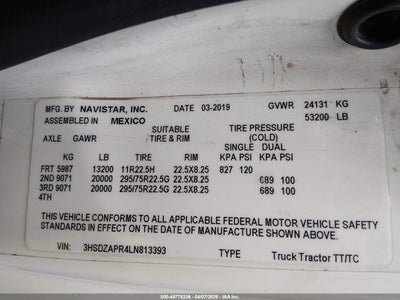 MFG. BY NAVISTAR, INC. DATE 03-2019 GVWR 24131 KG
ASSEMBLED IN MEXICO 53200 LB
SUITABLE TIRE PRESSURE
AXLE GAWR TIRE & RIM (COLD)
SINGLE DUAL
KG LB KPA PSI KPA PSI
FRT 5987 13200 11R22.5H 22.5X8.25 827 120
2ND 9071 20000 295/75R22.5G 22.5X8.25 689 100
3RD 9071 20000 295/75R22.5G 22.5X8.25 689 100
4TH
THIS VEHICLE CONFORMS TO ALL APPLICABLE FEDERAL MOTOR VEHICLE SAFETY
STANDARDS IN EFFECT ON THE DATE OF MANUFACTURE SHOWN ABOVE.
VIN: 3HSDZAPR4LN813393 TYPE Truck Tractor TT/TC